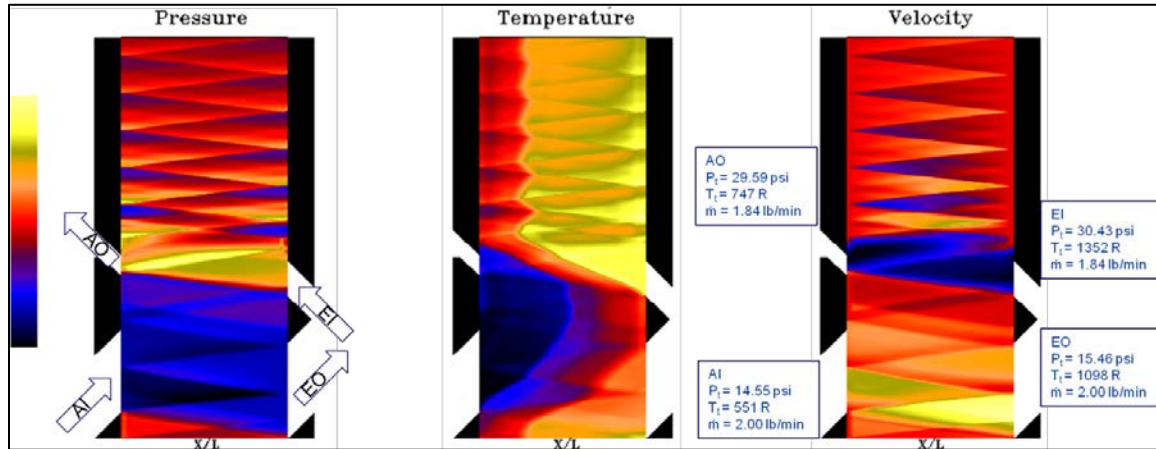 Pressure
Temperature
Velocity
AO
EI
AI
EO
AO
Pt = 29.59 psi
Tt = 747 R
ṁ = 1.84 lb/min
EI
Pt = 30.43 psi
Tt = 1352 R
ṁ = 1.84 lb/min
AI
Pt = 14.55 psi
Tt = 551 R
ṁ = 2.00 lb/min
EO
Pt = 15.46 psi
Tt = 1098 R
ṁ = 2.00 lb/min
X/L
X/L
X/L